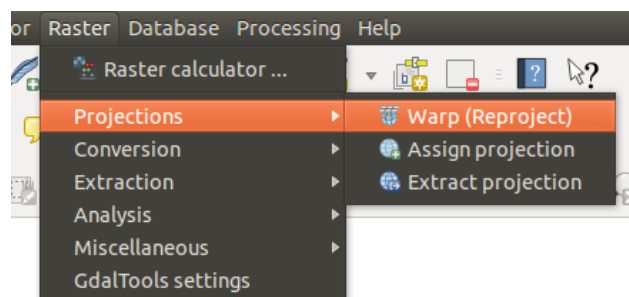 or Raster Database Processing Help
Raster calculator ...
Projections
Warp (Reproject)
Conversion
Assign projection
Extraction
Extract projection
Analysis
Miscellaneous
GdalTools settings